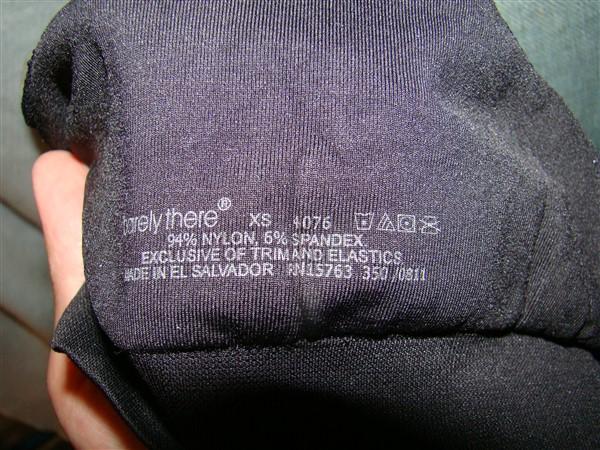 barely there® XS 4076
94% NYLON, 6% SPANDEX
EXCLUSIVE OF TRIM AND ELASTICS
MADE IN EL SALVADOR RN15763 350/0811